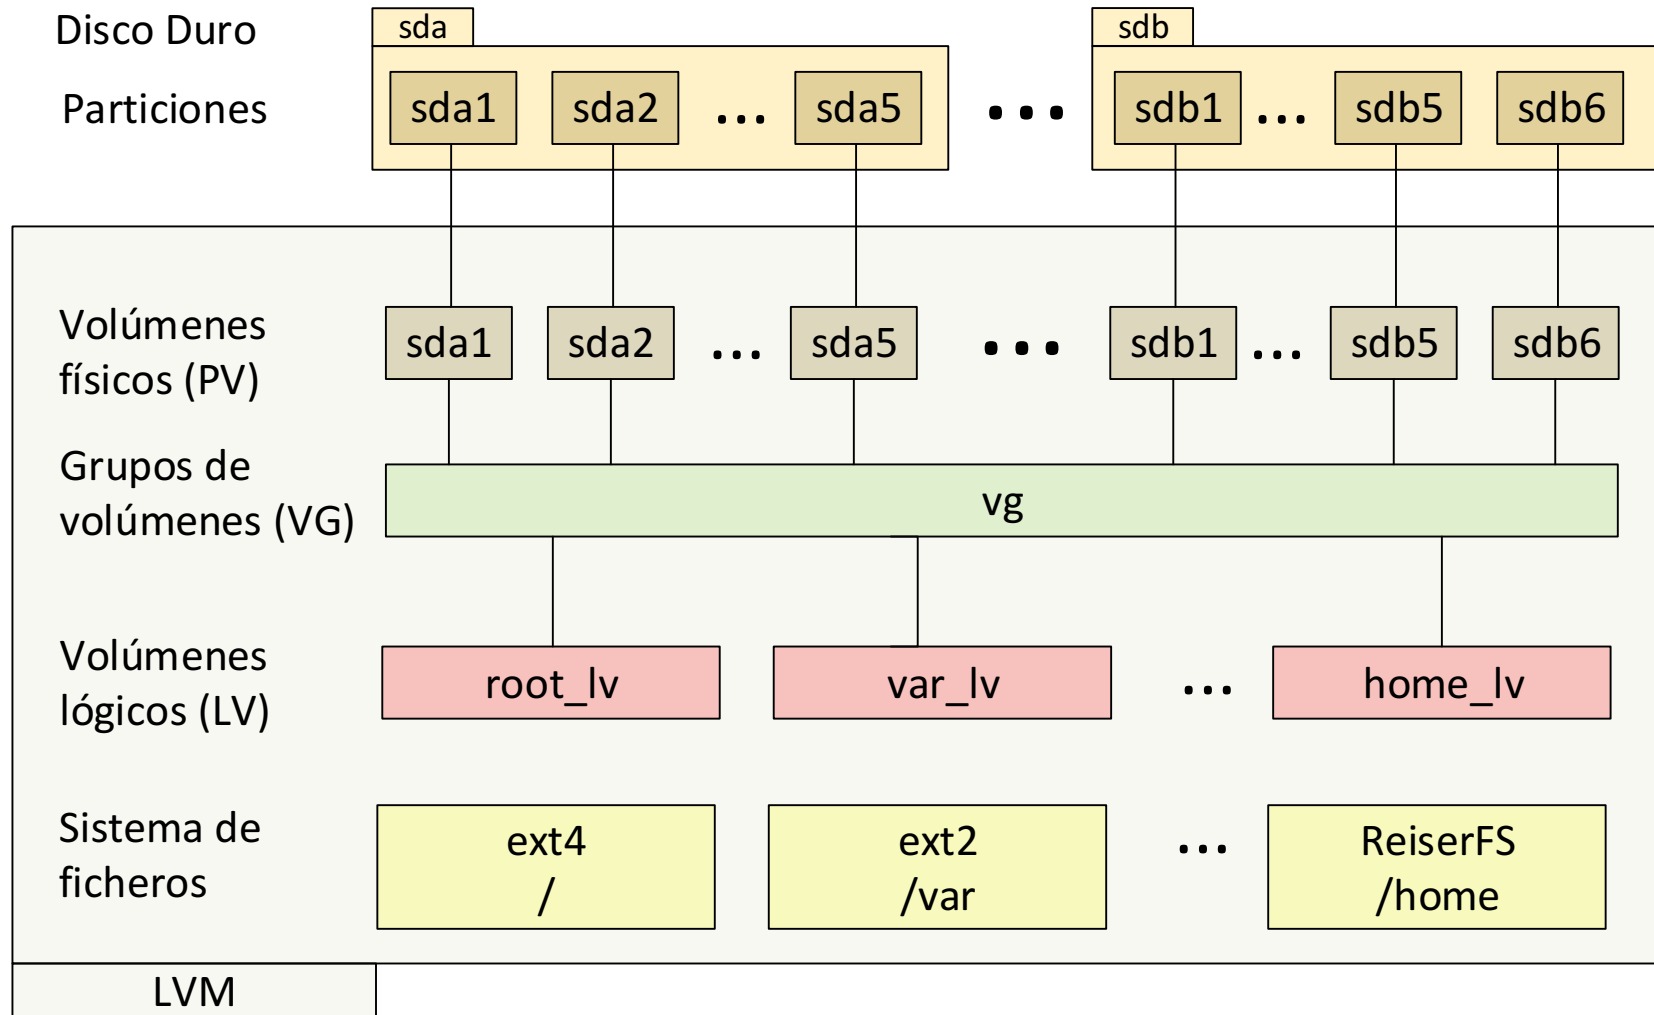 Disco Duro
sda
sdb
Particiones
sda1 sda2 ... sda5 ... sdb1 ... sdb5 sdb6
Volúmenes
físicos (PV)
sda1 sda2 ... sda5 ... sdb1 ... sdb5 sdb6
Grupos de
volúmenes (VG)
vg
Volúmenes
lógicos (LV)
root_lv var_lv ... home_lv
Sistema de
ficheros
ext4
/
ext2
/var
...
ReiserFS
/home
LVM